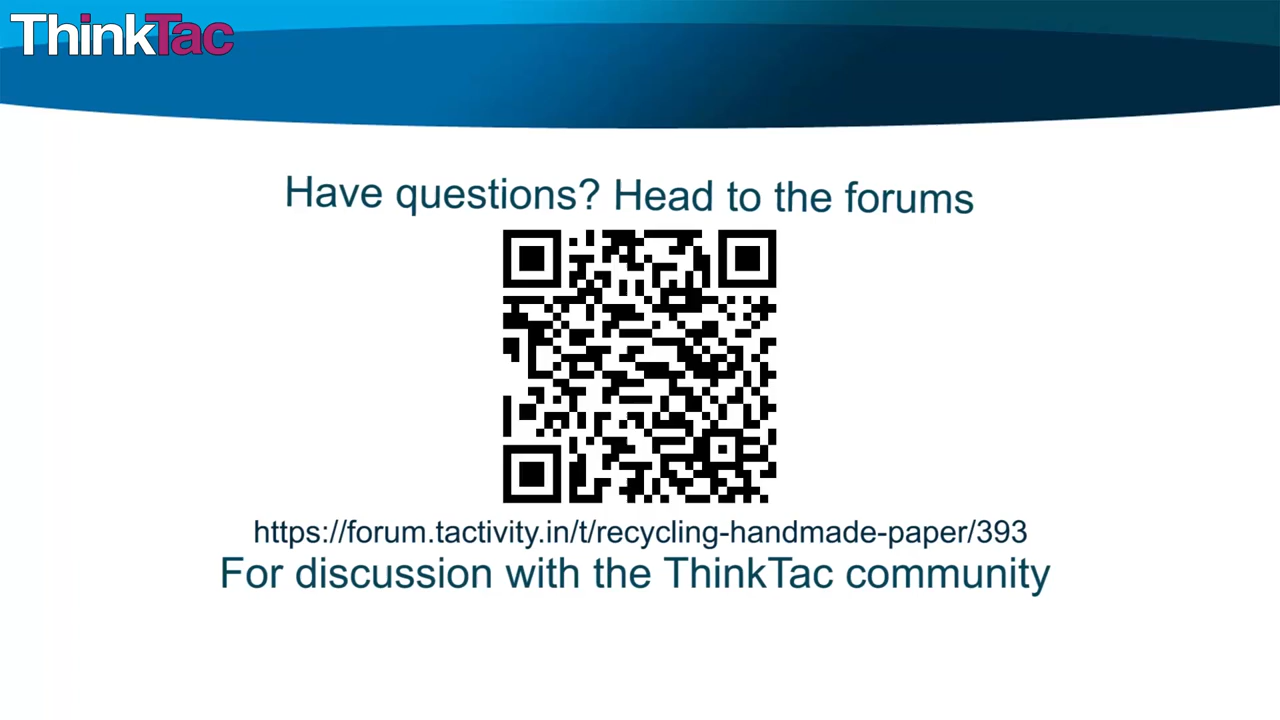 ThinkTac
Have questions? Head to the forums
https://forum.tactivity.in/t/recycling-handmade-paper/393
For discussion with the ThinkTac community